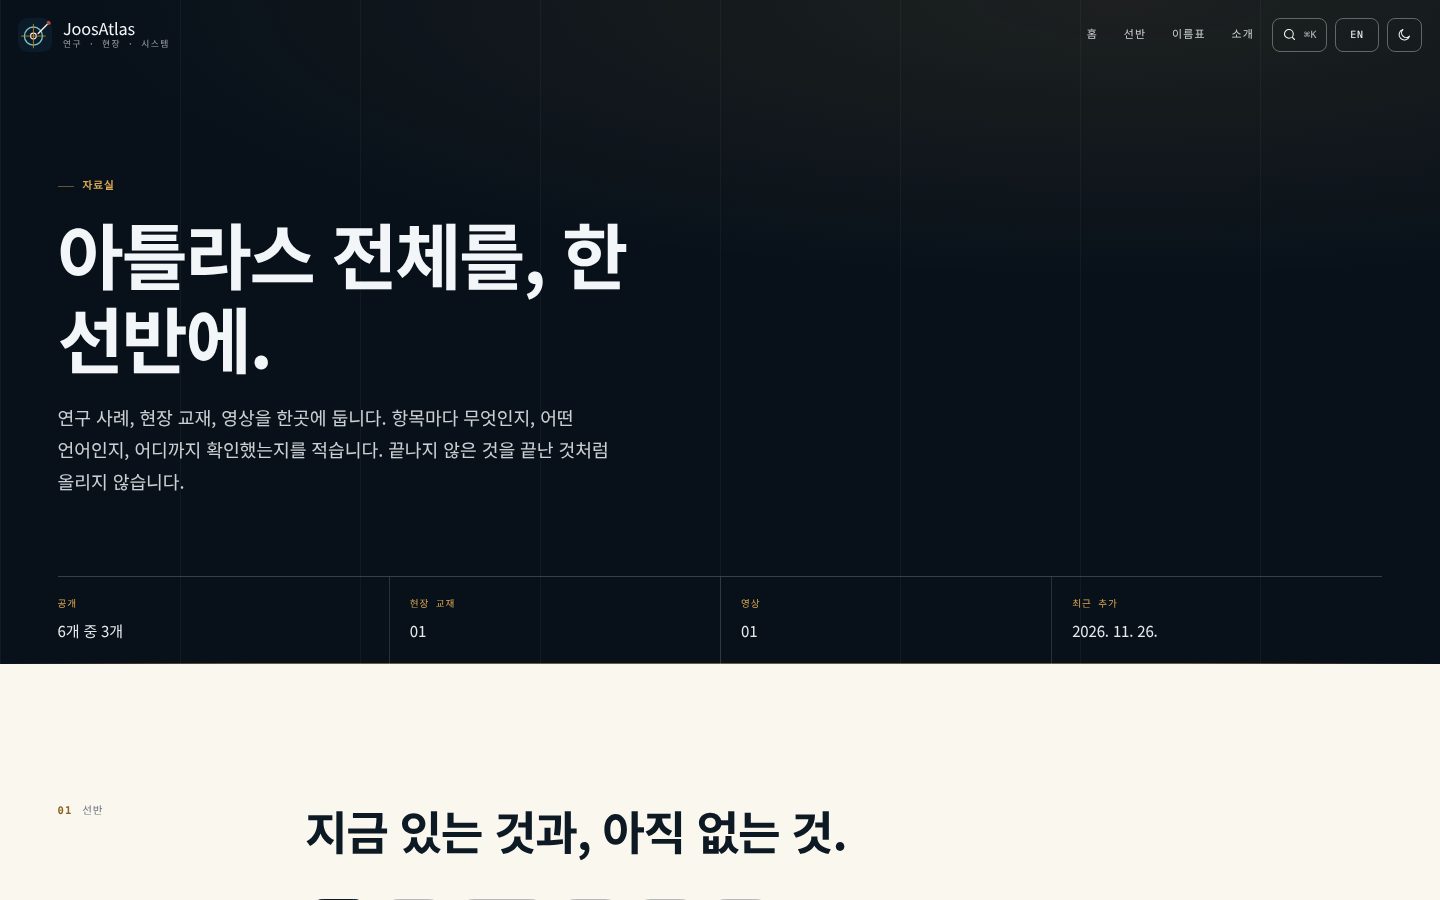 JoosAtlas
연구 · 현장 · 시스템
홈 선반 이름표 소개 ⌘K EN
자료실
아틀라스 전체를, 한
선반에.
연구 사례, 현장 교재, 영상을 한곳에 둡니다. 항목마다 무엇인지, 어떤
언어인지, 어디까지 확인했는지를 적습니다. 끝나지 않은 것을 끝난 것처럼
올리지 않습니다.
공개
6개 중 3개
현장 교재
01
영상
01
최근 추가
2026. 11. 26.
01 선반
지금 있는 것과, 아직 없는 것.